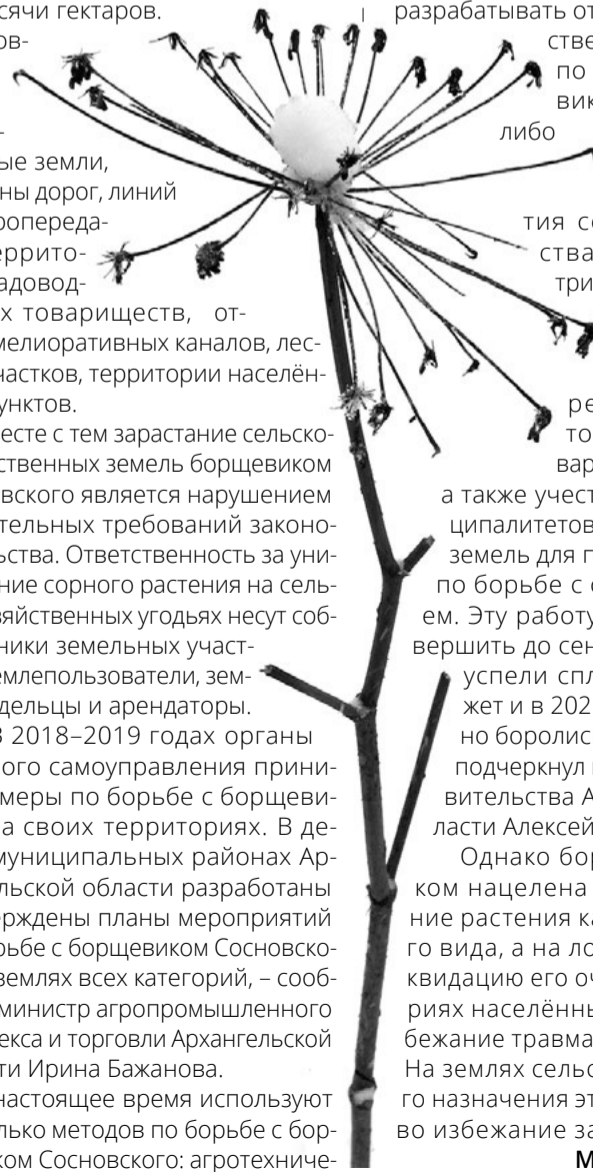 сячи гектаров.
ов-
-
ые земли,
ны дорог, линий
ропереда-
ррито-
адовод-
х товариществ, от-
мелиоративных каналов, лес-
частков, территории населён-
унктов.
есте с тем зарастание сельско-
ственных земель борщевиком
овского является нарушением
тельных требований законо-
ьства. Ответственность за уни-
ние сорного растения на сель-
зяйственных угодьях несут соб-
ники земельных участ-
емлепользователи, зем-
дельцы и арендаторы.
В 2018–2019 годах органы
ого самоуправления прини-
меры по борьбе с борщеви-
а своих территориях. В де-
муниципальных районах Ар-
льской области разработаны
ерждены планы мероприятий
рьбе с борщевиком Сосновско-
землях всех категорий, – сооб-
министр агропромышленного
екса и торговли Архангельской
ти Ирина Бажанова.
настоящее время используют
лько методов по борьбе с бор-
ком Сосновского: агротехниче-
разрабатывать от
стве
по
вик
либо
тия се
ства
три
ре
то
вар
а также участ
ципалитетов
земель для п
по борьбе с 
ем. Эту работу
вершить до сен
успели спл
жет и в 202
но боролис
подчеркнул 
вительства А
ласти Алексей
Однако бор
ком нацелена
ние растения ка
го вида, а на ло
квидацию его оч
риях населённы
бежание травма
На землях сельс
го назначения эт
во избежание за
М